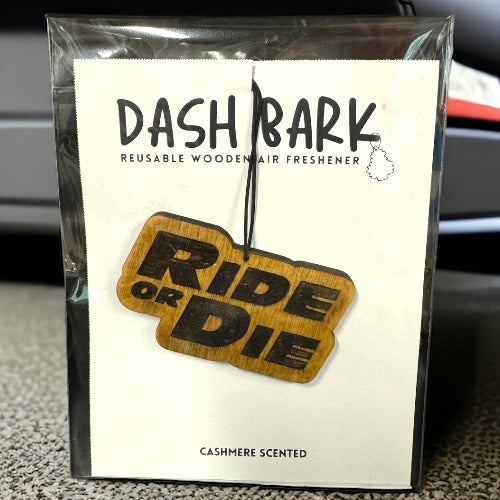 DASH BARK
REUSABLE WOODEN AIR FRESHENER
RIDE
OR DIE
CASHMERE SCENTED